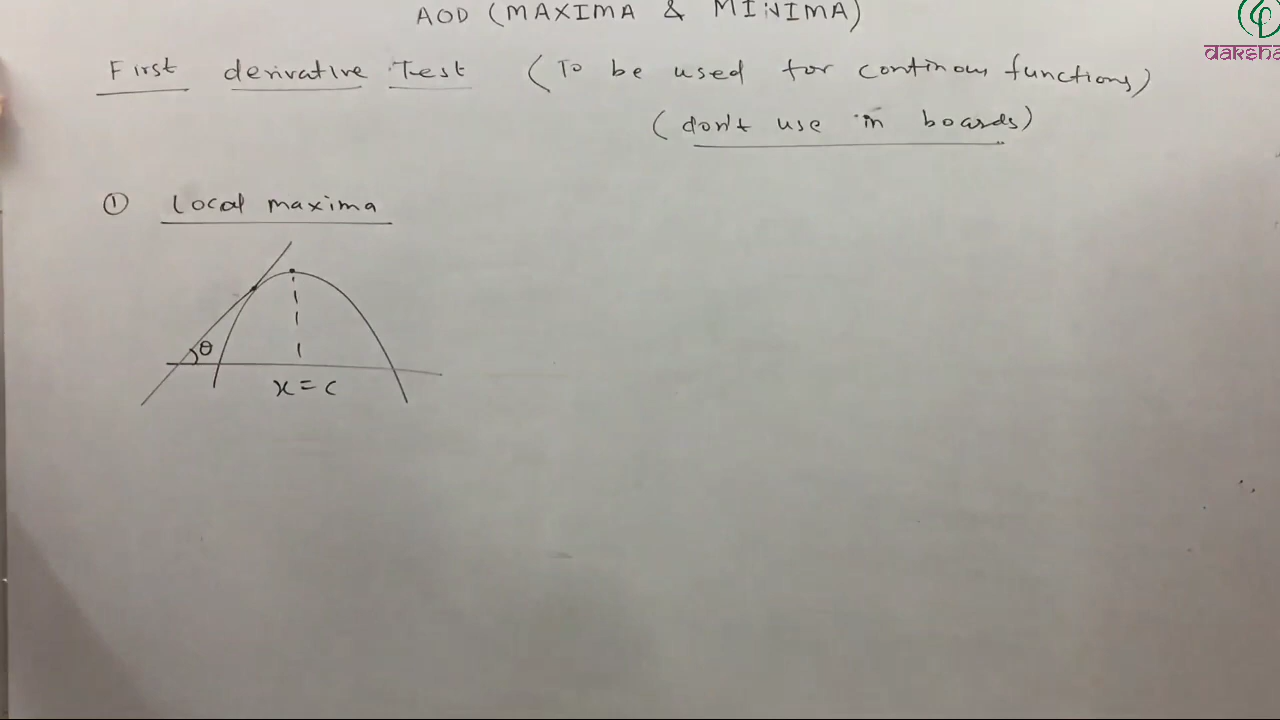 AOD (MAXIMA & MINIMA)
daksha
First derivative Test (To be used for continous functions)
(don't use in boards)
① Local maxima
θ
x = c